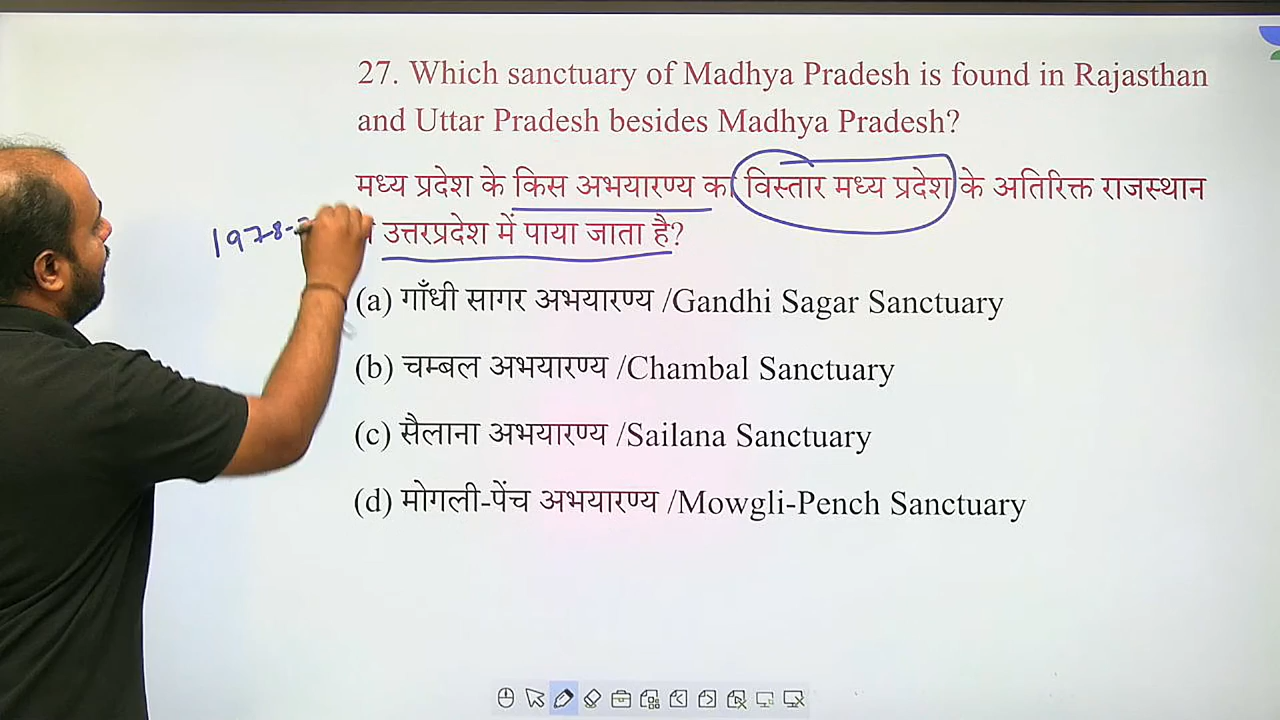 27. Which sanctuary of Madhya Pradesh is found in Rajasthan
and Uttar Pradesh besides Madhya Pradesh?
मध्य प्रदेश के किस अभयारण्य का विस्तार मध्य प्रदेश के अतिरिक्त राजस्थान
उत्तरप्रदेश में पाया जाता है?
1978-
(a) गाँधी सागर अभयारण्य /Gandhi Sagar Sanctuary
(b) चम्बल अभयारण्य /Chambal Sanctuary
(c) सैलाना अभयारण्य /Sailana Sanctuary
(d) मोगली-पेंच अभयारण्य /Mowgli-Pench Sanctuary